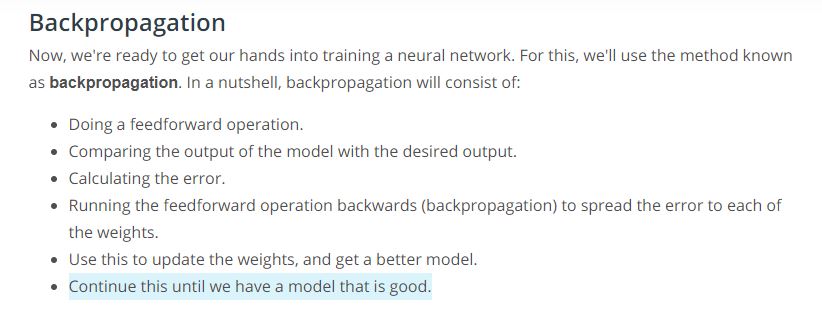 Backpropagation
Now, we're ready to get our hands into training a neural network. For this, we'll use the method known
as backpropagation. In a nutshell, backpropagation will consist of:
• Doing a feedforward operation.
• Comparing the output of the model with the desired output.
• Calculating the error.
• Running the feedforward operation backwards (backpropagation) to spread the error to each of
the weights.
• Use this to update the weights, and get a better model.
• Continue this until we have a model that is good.